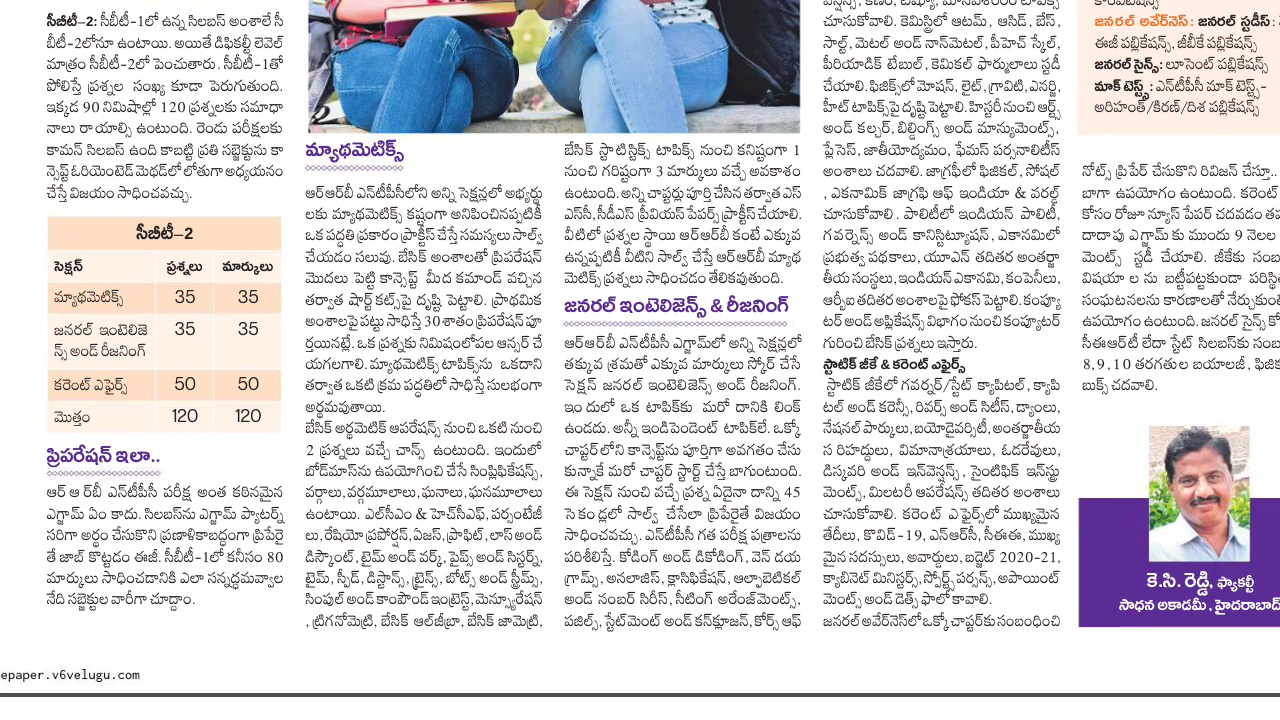 సీబీటీ–2: సీబీటీ-1లో ఉన్న సిలబస్ అంశాలే సీ
బీటీ-2లోనూ ఉంటాయి. అయితే డిఫికల్టీ లెవెల్
మాత్రం సీబీటీ-2లో పెంచుతారు. సీబీటీ-1తో
పోలిస్తే ప్రశ్నల సంఖ్య కూడా పెరుగుతుంది.
ఇక్కడ 90 నిమిషాల్లో 120 ప్రశ్నలకు సమాధా
నాలు రాయాల్సి ఉంటుంది. రెండు పరీక్షలకు
కామన్ సిలబస్ ఉంది కాబట్టి ప్రతి సబ్జెక్టును కా
న్సెప్ట్ ఓరియెంటెడ్ మెథడ్‌లో లోతుగా అధ్యయనం
చేస్తే విజయం సాధించవచ్చు.
సీబీటీ–2
సెక్షన్ ప్రశ్నలు మార్కులు
మ్యాథమెటిక్స్ 35 35
జనరల్ ఇంటెలిజె
న్స్ అండ్ రీజనింగ్ 35 35
కరెంట్ ఎఫైర్స్ 50 50
మొత్తం 120 120
ప్రిపరేషన్ ఇలా..
ఆర్ ఆర్‌బీ ఎన్‌టీపీసీ పరీక్ష అంత కఠినమైన
ఎగ్జామ్ ఏం కాదు. సిలబస్‌ను ఎగ్జామ్ ప్యాటర్న్
సరిగా అర్థం చేసుకొని ప్రణాళికాబద్ధంగా ప్రిపేరై
తే జాబ్ కొట్టడం ఈజీ. సీబీటీ-1లో కనీసం 80
మార్కులు సాధించడానికి ఎలా సన్నద్ధమవ్వాల
నేది సబ్జెక్టుల వారీగా చూద్దాం.
మ్యాథమెటిక్స్
ఆర్ఆర్‌బీ ఎన్‌టీపీసీలోని అన్ని సెక్షన్లలో అభ్యర్థు
లకు మ్యాథమెటిక్స్ కష్టంగా అనిపించినప్పటికీ
ఒక పద్ధతి ప్రకారం ప్రాక్టీస్ చేస్తే సమస్యలు సాల్వ్
చేయడం సలువు. బేసిక్ అంశాలతో ప్రిపరేషన్
మొదలు పెట్టి కాన్సెప్ట్ మీద కమాండ్ వచ్చిన
తర్వాత షార్ట్ కట్స్‌పై దృష్టి పెట్టాలి. ప్రాథమిక
అంశాలపై పట్టు సాధిస్తే 30 శాతం ప్రిపరేషన్ పూ
ర్తయినట్లే. ఒక ప్రశ్నకు నిమిషంలోపల ఆన్సర్ చే
యగలగాలి. మ్యాథమెటిక్స్ టాపిక్స్‌ను ఒకదాని
తర్వాత ఒకటి క్రమ పద్ధతిలో సాధిస్తే సులభంగా
అర్థమవుతాయి.
బేసిక్ అర్థమెటిక్ ఆపరేషన్స్ నుంచి ఒకటి నుంచి
2 ప్రశ్నలు వచ్చే చాన్స్ ఉంటుంది. ఇందులో
బోడ్‌మాస్‌ను ఉపయోగించి చేసే సింప్లిఫికేషన్స్,
వర్గాలు, వర్గమూలాలు, ఘనాలు, ఘనమూలాలు
ఉంటాయి. ఎల్‌సీఎం & హెచ్‌సీఎఫ్, పర్సంటేజీ
లు, రేషియో ప్రపోర్షన్, ఏజస్, ప్రాఫిట్, లాస్ అండ్
డిస్కౌంట్, టైమ్ అండ్ వర్క్, పైప్స్ అండ్ సిస్టర్న్స్,
టైమ్, స్పీడ్, డిస్టాన్స్, ట్రైన్స్, బోట్స్ అండ్ స్ట్రీమ్స్,
సింపుల్ అండ్ కాంపౌండ్ ఇంట్రెస్ట్, మెన్సూరేషన్
, ట్రిగనోమెట్రి, బేసిక్ ఆల్‌జీబ్రా, బేసిక్ జామెట్రి,
బేసిక్ స్టాటిస్టిక్స్ టాపిక్స్ నుంచి కనిష్టంగా 1
నుంచి గరిష్టంగా 3 మార్కులు వచ్చే అవకాశం
ఉంటుంది. అన్ని చాప్టర్లు పూర్తి చేసిన తర్వాత ఎస్
ఎస్‌సీ, సీడీఎస్ ప్రీవియస్ పేపర్స్ ప్రాక్టీస్ చేయాలి.
వీటిలో ప్రశ్నల స్థాయి ఆర్ఆర్‌బీ కంటే ఎక్కువ
ఉన్నప్పటికీ వీటిని సాల్వ్ చేస్తే ఆర్ఆర్‌బీ మ్యాథ
మెటిక్స్ ప్రశ్నలు సాధించడం తేలికవుతుంది.
జనరల్ ఇంటెలిజెన్స్ & రీజనింగ్
ఆర్ఆర్‌బీ ఎన్‌టీపీసీ ఎగ్జామ్‌లో అన్ని సెక్షన్లలో
తక్కువ శ్రమతో ఎక్కువ మార్కులు స్కోర్ చేసే
సెక్షన్ జనరల్ ఇంటెలిజెన్స్ అండ్ రీజనింగ్.
ఇం దులో ఒక టాపిక్‌కు మరో దానికి లింక్
ఉండదు. అన్నీ ఇండిపెండెంట్ టాపిక్‌లే. ఒక్కో
చాప్టర్‌లోని కాన్సెప్ట్‌ను పూర్తిగా అవగతం చేసు
కున్నాకే మరో చాప్టర్ స్టార్ట్ చేస్తే బాగుంటుంది.
ఈ సెక్షన్ నుంచి వచ్చే ప్రశ్న ఏదైనా దాన్ని 45
సె కండ్లలో సాల్వ్ చేసేలా ప్రిపేరైతే విజయం
సాధించవచ్చు. ఎన్‌టీపీసీ గత పరీక్ష పత్రాలను
పరిశీలిస్తే. కోడింగ్ అండ్ డీకోడింగ్, వెన్ డయ
గ్రామ్స్, అనలాజిస్, క్లాసిఫికేషన్, ఆల్ఫాబెటికల్
అండ్ నంబర్ సిరీస్, సీటింగ్ అరేంజ్‌మెంట్స్,
పజిల్స్, స్టేట్‌మెంట్ అండ్ కన్‌క్లూజన్, కోర్స్ ఆఫ్
చూసుకోవాలి. కెమిస్ట్రిలో ఆటమ్, ఆసిడ్, బేస్,
సాల్ట్, మెటల్ అండ్ నాన్‌మెటల్, పీహెచ్ స్కేల్,
పీరియాడిక్ టేబుల్, కెమికల్ ఫార్ములాలు స్టడీ
చేయాలి. ఫిజిక్స్‌లో మోషన్, లైట్, గ్రావిటి, ఎనర్జి,
హీట్ టాపిక్స్‌పై దృష్టి పెట్టాలి. హిస్టరీ నుంచి ఆర్ట్స్
అండ్ కల్చర్, బిల్డింగ్స్ అండ్ మాన్యుమెంట్స్,
ప్లేసెస్, జాతీయోద్యమం, ఫేమస్ పర్సనాలిటీస్
అంశాలు చదవాలి. జాగ్రఫీలో ఫిజికల్, సోషల్
, ఎకనామిక్ జాగ్రఫి ఆఫ్ ఇండియా & వరల్డ్
చూసుకోవాలి. పాలిటీలో ఇండియన్ పాలిటీ,
గవర్నెన్స్ అండ్ కానిస్టిట్యూషన్, ఎకానమిలో
ప్రభుత్వ పథకాలు, యూఎన్ తదితర అంతర్జా
తీయ సంస్థలు, ఇండియన్ ఎకానమి, కంపెనీలు,
ఆర్బీఐ తదితర అంశాలపై ఫోకస్ పెట్టాలి. కంప్యూ
టర్ అండ్ అప్లికేషన్స్ విభాగం నుంచి కంప్యూటర్
గురించి బేసిక్ ప్రశ్నలు ఇస్తారు.
స్టాటిక్ జీకే & కరెంట్ ఎఫైర్స్
స్టాటిక్ జీకేలో గవర్నర్/స్టేట్ క్యాపిటల్, క్యాపి
టల్ అండ్ కరెన్సీ, రివర్స్ అండ్ సిటీస్, డ్యాంలు,
నేషనల్ పార్కులు, బయోడైవర్సిటీ, అంతర్జాతీయ
స రిహద్దులు, విమానాశ్రయాలు, ఓడరేవులు,
డిస్కవరి అండ్ ఇన్‌వెన్షన్స్, సైంటిఫిక్ ఇన్‌స్ట్రు
మెంట్స్, మిలటరీ ఆపరేషన్స్ తదితర అంశాలు
చూసుకోవాలి. కరెంట్ ఎఫైర్స్‌లో ముఖ్యమైన
తేదీలు, కొవిడ్-19, ఎన్ఆర్‌సీ, సీఈఈ, ముఖ్య
మైన సదస్సులు, అవార్డులు, బడ్జెట్ 2020-21,
క్యాబినేట్ మినిస్టర్స్, స్పోర్ట్స్ పర్సన్స్, అపాయింట్
మెంట్స్ అండ్ డెత్స్ ఫాలో కావాలి.
జనరల్ అవేర్‌నెస్‌లో ఒక్కో చాప్టర్‌కు సంబంధించి
జనరల్ అవేర్‌నెస్: జనరల్ స్టడీస్:
ఈజీ పబ్లికేషన్స్, జీబీకే పబ్లికేషన్స్
జనరల్ సైన్స్: లూసెంట్ పబ్లికేషన్స్
మాక్ టెస్ట్స్: ఎన్‌టీపీసీ మాక్ టెస్ట్స్-
అరిహంత్/కిరణ్/దిశ పబ్లికేషన్స్
నోట్స్ ప్రిపేర్ చేసుకొని రివిజన్ చేస్తూ..
బాగా ఉపయోగం ఉంటుంది. కరెంట్
కోసం రోజూ న్యూస్ పేపర్ చదవడం
దాదాపు ఎగ్జామ్ కు ముందు 9 నెలల
మెంట్స్ స్టడీ చేయాలి. జీకేకు
విషయా ల ను బట్టీపట్టకుండా
సంఘటనలను కారణాలతో
ఉపయోగం ఉంటుంది. జనరల్ సైన్స్
సీఈఆర్‌టీ లేదా స్టేట్ సిలబస్‌కు
8,9,10 తరగతుల బయాలజీ,
బుక్స్ చదవాలి.
కె.సి. రెడ్డి, ఫ్యాకల్టీ
సాధన అకాడమీ, హైదరాబాద్
epaper.v6velugu.com